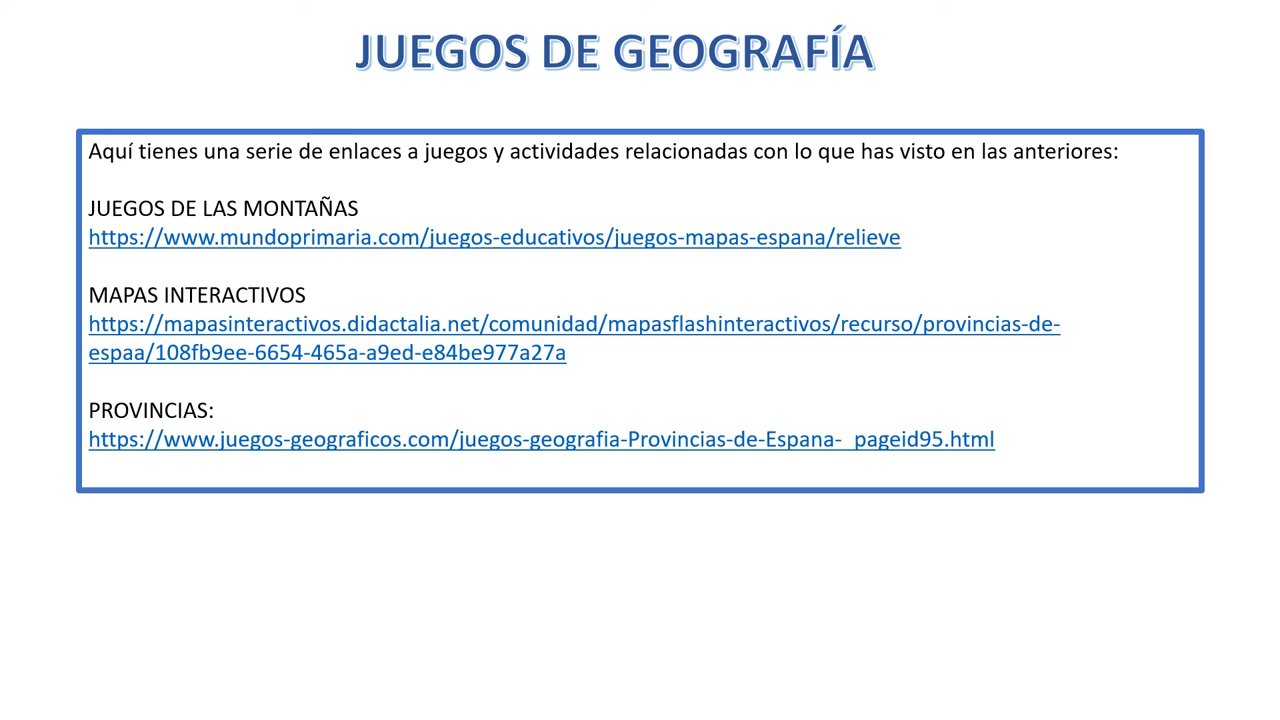 JUEGOS DE GEOGRAFÍA
Aquí tienes una serie de enlaces a juegos y actividades relacionadas con lo que has visto en las anteriores:
JUEGOS DE LAS MONTAÑAS
https://www.mundoprimaria.com/juegos-educativos/juegos-mapas-espana/relieve
MAPAS INTERACTIVOS
https://mapasinteractivos.didactalia.net/comunidad/mapasflashinteractivos/recurso/provincias-de-
espaa/108fb9ee-6654-465a-a9ed-e84be977a27a
PROVINCIAS:
https://www.juegos-geograficos.com/juegos-geografia-Provincias-de-Espana-_pageid95.html